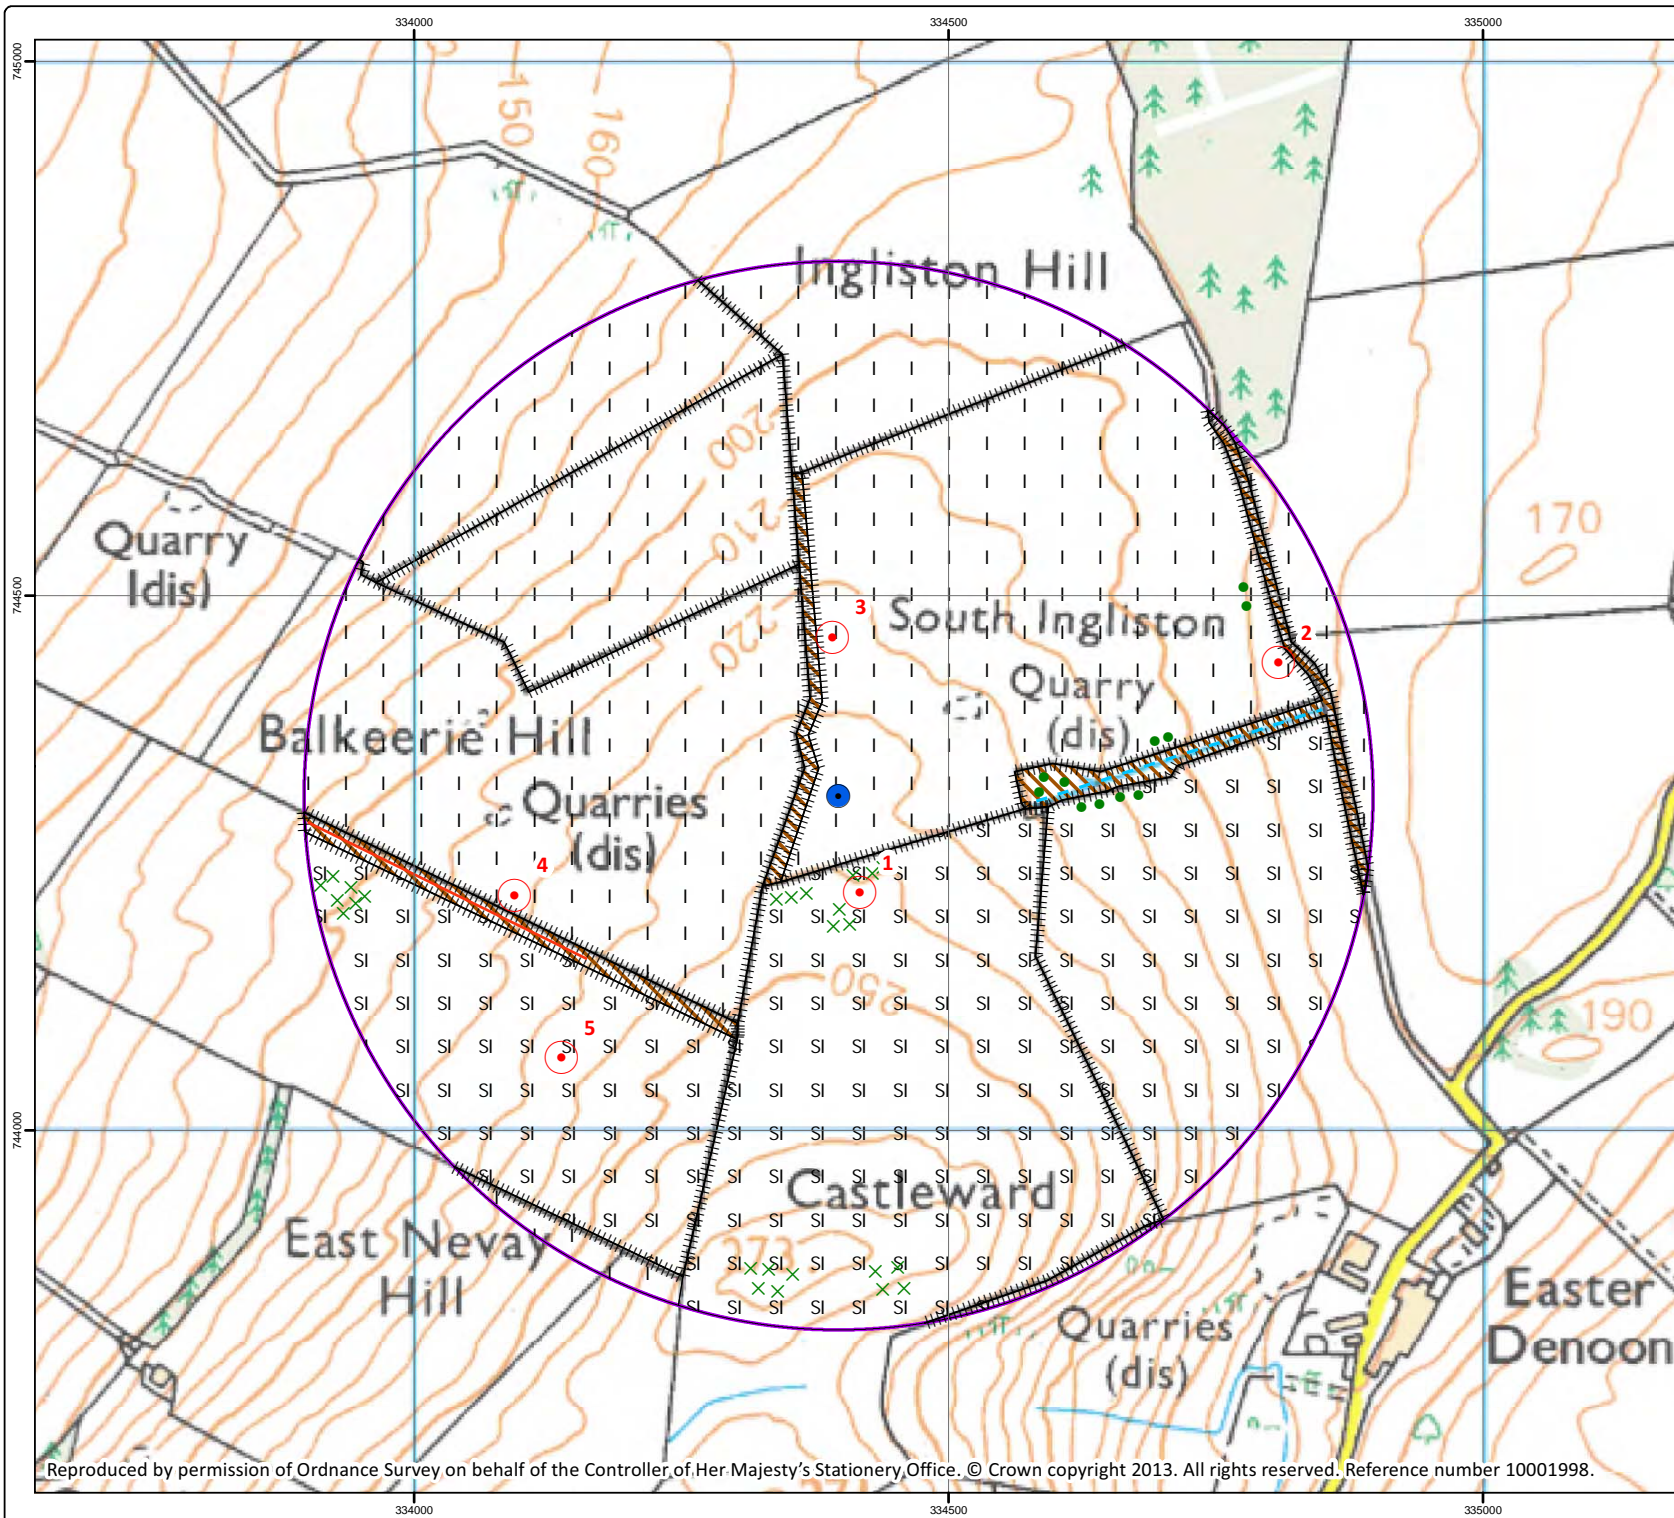 334000 334500 335000
745000
150
160
Ingliston Hill
200
Quarry
(dis)
210
170
744500
3
South Ingliston
2
220
Quarry
(dis)
Balkeerie Hill
Quarries
(dis)
4
1
250
5
190
744000
Castleward
East Nevay
Hill
273
Quarries
(dis)
Easter
Denoon
Reproduced by permission of Ordnance Survey on behalf of the Controller of Her Majesty's Stationery Office. © Crown copyright 2013. All rights reserved. Reference number 10001998.
334000 334500 335000